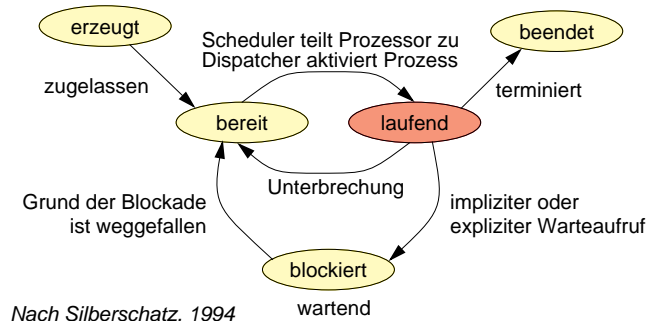 erzeugt
beendet
Scheduler teilt Prozessor zu
Dispatcher aktiviert Prozess
zugelassen
terminiert
bereit
laufend
Unterbrechung
Grund der Blockade
ist weggefallen
impliziter oder
expliziter Warteaufruf
blockiert
wartend
Nach Silberschatz, 1994